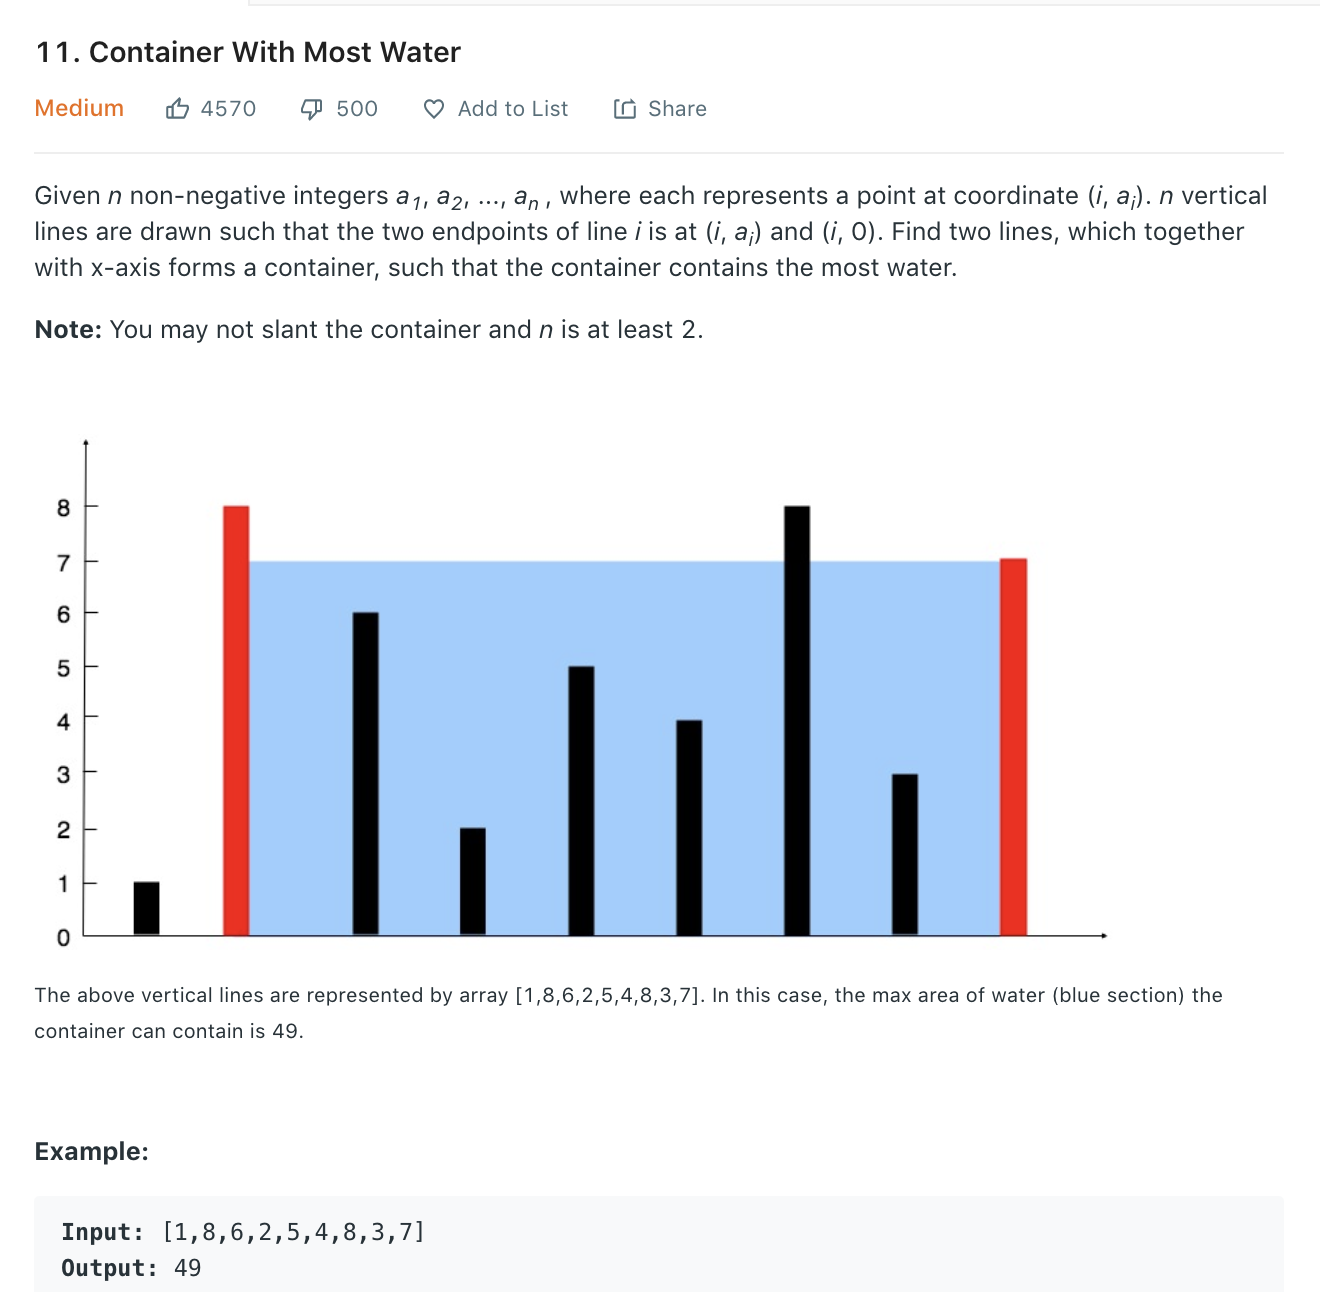 11. Container With Most Water
Medium 4570 500 Add to List Share
Given n non-negative integers a1, a2, ..., an , where each represents a point at coordinate (i, ai). n vertical
lines are drawn such that the two endpoints of line i is at (i, ai) and (i, 0). Find two lines, which together
with x-axis forms a container, such that the container contains the most water.
Note: You may not slant the container and n is at least 2.
8
7
6
5
4
3
2
1
0
The above vertical lines are represented by array [1,8,6,2,5,4,8,3,7]. In this case, the max area of water (blue section) the
container can contain is 49.
Example:
Input: [1,8,6,2,5,4,8,3,7]
Output: 49